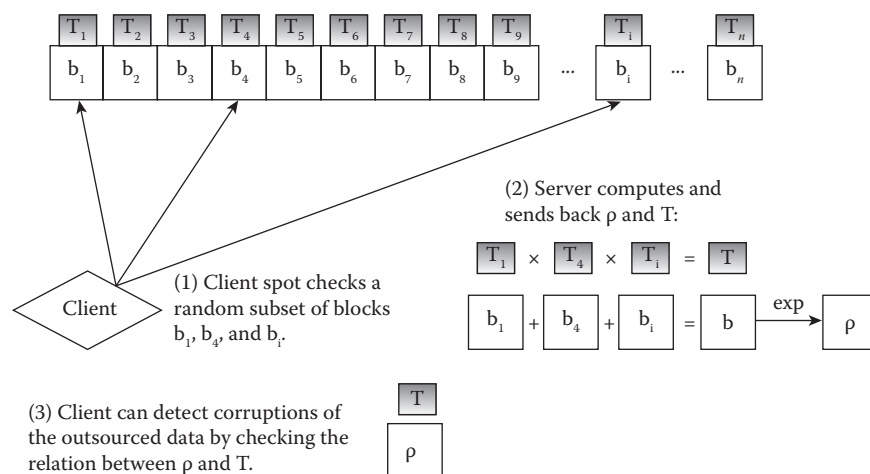 T1 T2 T3 T4 T5 T6 T7 T8 T9 Ti Tn
b1 b2 b3 b4 b5 b6 b7 b8 b9 ... bi ... bn
(2) Server computes and
sends back ρ and T:
T1 × T4 × Ti = T
b1 + b4 + bi = b exp ρ
Client
(1) Client spot checks a
random subset of blocks
b1, b4, and bi.
(3) Client can detect corruptions of
the outsourced data by checking the
relation between ρ and T.
T
ρ